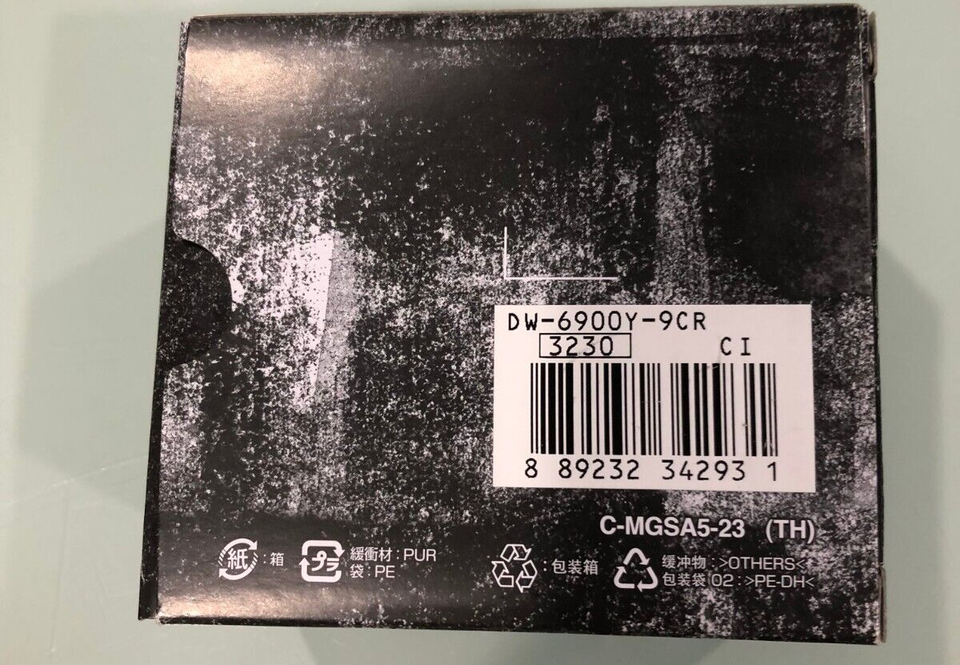 DW-6900Y-9CR
3230 CI
8 89232 34293 1
C-MGSA5-23 (TH)
紙 : 箱
プラ 緩衝材 : PUR
袋 : PE
: 包装箱
缓冲物 : >OTHERS<
包装袋 02 : >PE-DH<